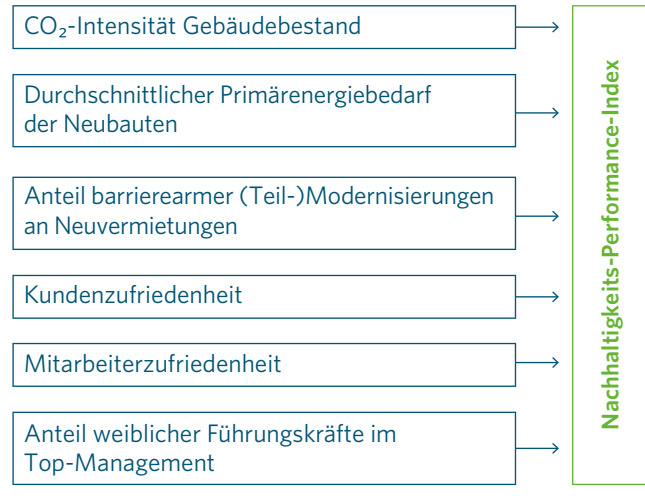 CO₂-Intensität Gebäudebestand
Durchschnittlicher Primärenergiebedarf
der Neubauten
Anteil barrierearmer (Teil-)Modernisierungen
an Neuvermietungen
Kundenzufriedenheit
Mitarbeiterzufriedenheit
Anteil weiblicher Führungskräfte im
Top-Management
Nachhaltigkeits-Performance-Index